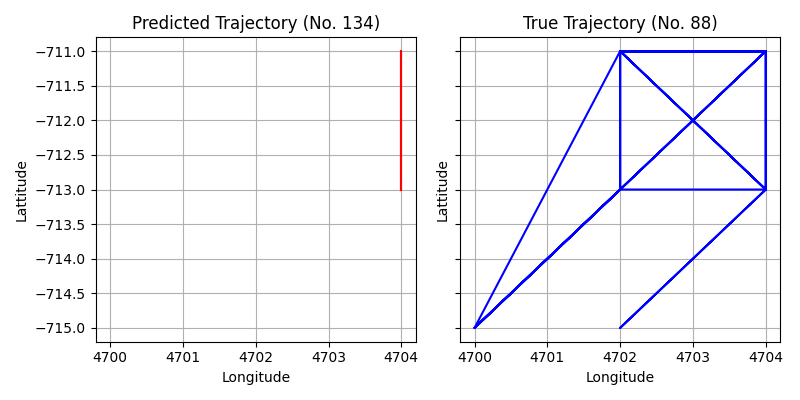 Predicted Trajectory (No. 134)
True Trajectory (No. 88)
−711.0
−711.5
−712.0
−712.5
−713.0
−713.5
−714.0
−714.5
−715.0
Lattitude
Lattitude
4700 4701 4702 4703 4704
4700 4701 4702 4703 4704
Longitude
Longitude